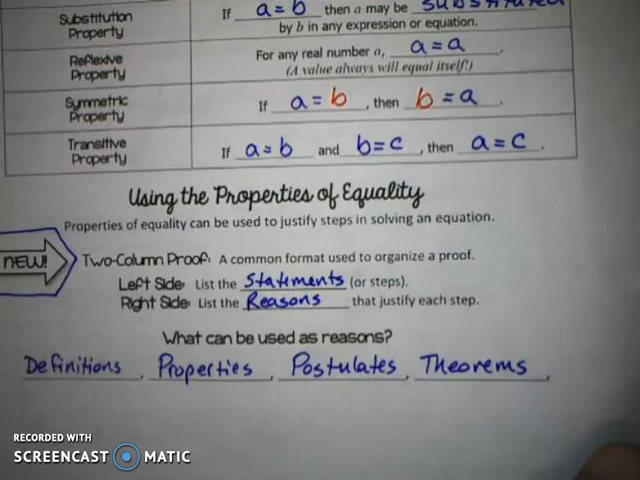 Substitution Property If a = b then a may be substituted
by b in any expression or equation.
Reflexive Property For any real number a, a = a.
(A value always will equal itself!)
Symmetric Property If a = b, then b = a.
Transitive Property If a = b and b = c, then a = c.
Using the Properties of Equality
Properties of equality can be used to justify steps in solving an equation.
NEW! Two-Column Proof: A common format used to organize a proof.
Left Side: List the Statements (or steps).
Right Side: List the Reasons that justify each step.
What can be used as reasons?
Definitions, Properties, Postulates, Theorems,
RECORDED WITH
SCREENCAST MATIC